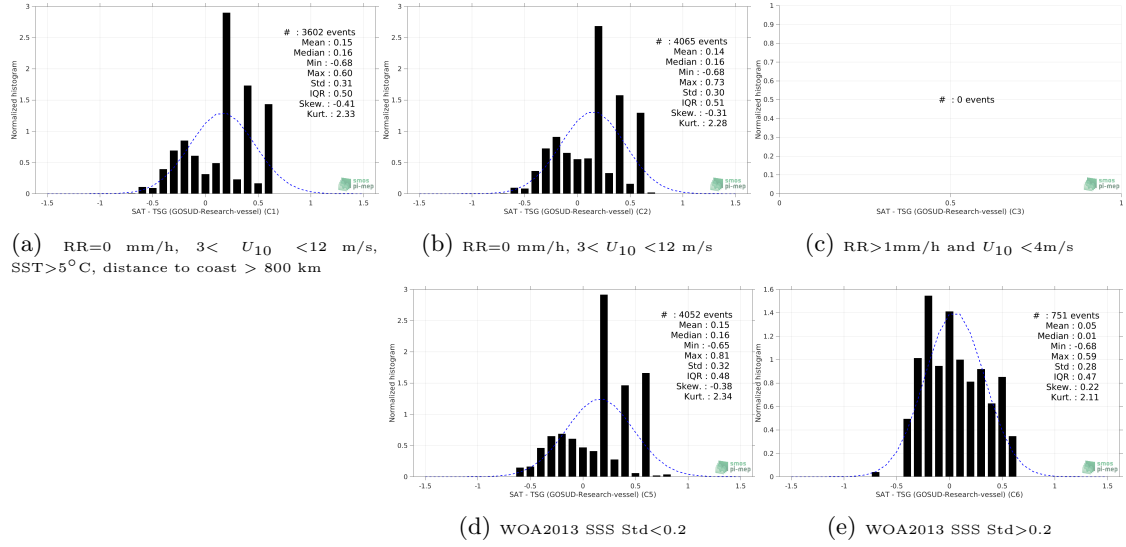 3
2.5
2
1.5
1
0.5
0
Normalized histogram
# : 3602 events
Mean : 0.15
Median : 0.16
Min : -0.68
Max : 0.60
Std : 0.31
IQR : 0.50
Skew. : -0.41
Kurt. : 2.33
smos
pi-mep
-1.5 -1 -0.5 0 0.5 1 1.5
SAT - TSG (GOSUD-Research-vessel) (C1)
(a) RR=0 mm/h, 3< U10 <12 m/s,
SST>5°C, distance to coast > 800 km
3
2.5
2
1.5
1
0.5
0
Normalized histogram
# : 4065 events
Mean : 0.14
Median : 0.16
Min : -0.68
Max : 0.73
Std : 0.30
IQR : 0.51
Skew. : -0.31
Kurt. : 2.28
smos
pi-mep
-1.5 -1 -0.5 0 0.5 1 1.5
SAT - TSG (GOSUD-Research-vessel) (C2)
(b) RR=0 mm/h, 3< U10 <12 m/s
1
0.9
0.8
0.7
0.6
0.5
0.4
0.3
0.2
0.1
0
Normalized histogram
# : 0 events
smos
pi-mep
0 0.5 1
SAT - TSG (GOSUD-Research-vessel) (C3)
(c) RR>1mm/h and U10 <4m/s
3
2.5
2
1.5
1
0.5
0
Normalized histogram
# : 4052 events
Mean : 0.15
Median : 0.16
Min : -0.65
Max : 0.81
Std : 0.32
IQR : 0.48
Skew. : -0.38
Kurt. : 2.34
smos
pi-mep
-1.5 -1 -0.5 0 0.5 1 1.5
SAT - TSG (GOSUD-Research-vessel) (C5)
(d) WOA2013 SSS Std<0.2
1.6
1.4
1.2
1
0.8
0.6
0.4
0.2
0
Normalized histogram
# : 751 events
Mean : 0.05
Median : 0.01
Min : -0.68
Max : 0.59
Std : 0.28
IQR : 0.47
Skew. : 0.22
Kurt. : 2.11
smos
pi-mep
-1.5 -1 -0.5 0 0.5 1 1.5
SAT - TSG (GOSUD-Research-vessel) (C6)
(e) WOA2013 SSS Std>0.2